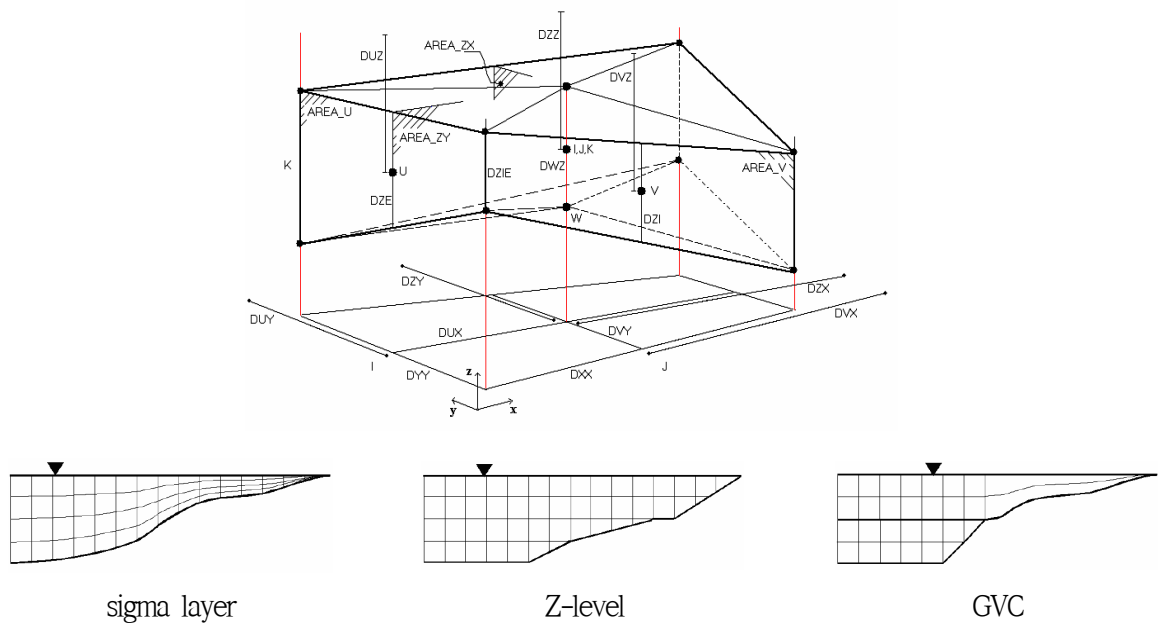 DZZ
DUZ
AREA_ZX
DVZ
AREA_U
AREA_ZY
I,J,K
AREA_V
K
U
DZIE
DWZ
V
DZE
W
DZI
DZY
DZX
DUY
DUX
DVY
DVX
I
DYY
DXX
J
z
y
x
sigma layer
Z-level
GVC